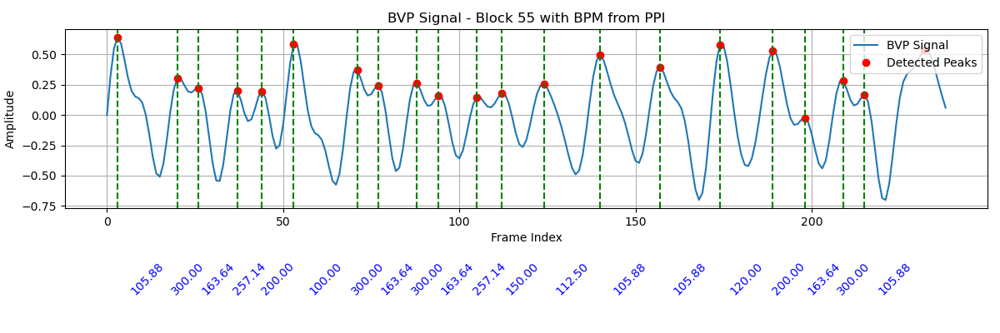 BVP Signal - Block 55 with BPM from PPI
BVP Signal
Detected Peaks
Amplitude
0.50
0.25
0.00
−0.25
−0.50
−0.75
0 50 100 150 200
Frame Index
105.88 300.00 163.64 257.14 200.00 100.00 300.00 163.64 300.00 163.64 257.14 150.00 112.50 105.88 105.88 120.00 200.00 163.64 300.00 105.88